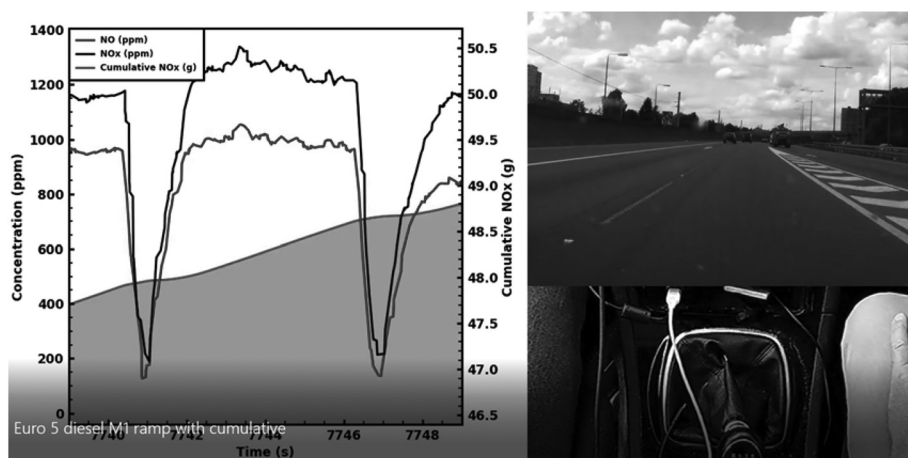 1400
1200
1000
800
600
400
200
0
Concentration (ppm)
NO (ppm)
NOx (ppm)
Cumulative NOx (g)
50.5
50.0
49.5
49.0
48.5
48.0
47.5
47.0
46.5
Cumulative NOx (g)
7740 7742 7744 7746 7748
Time (s)
Euro 5 diesel M1 ramp with cumulative